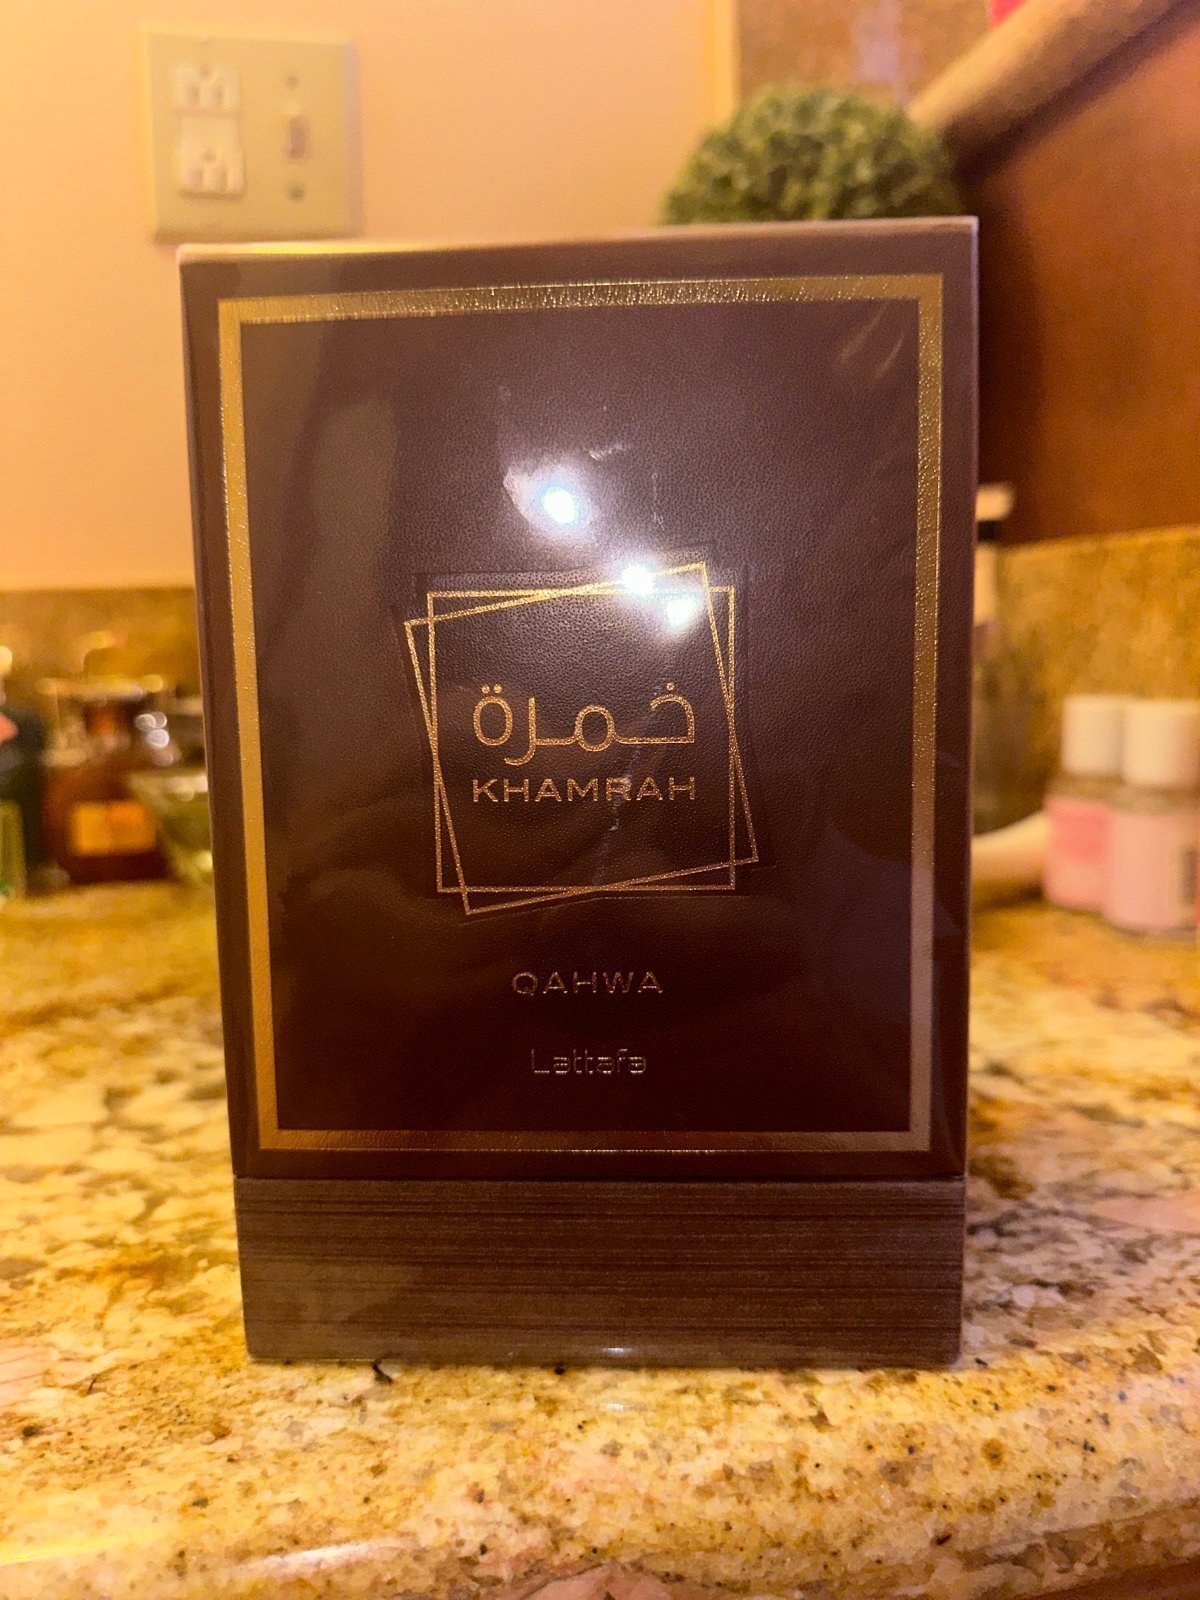 خمرة
KHAMRAH
QAHWA
Lattafa